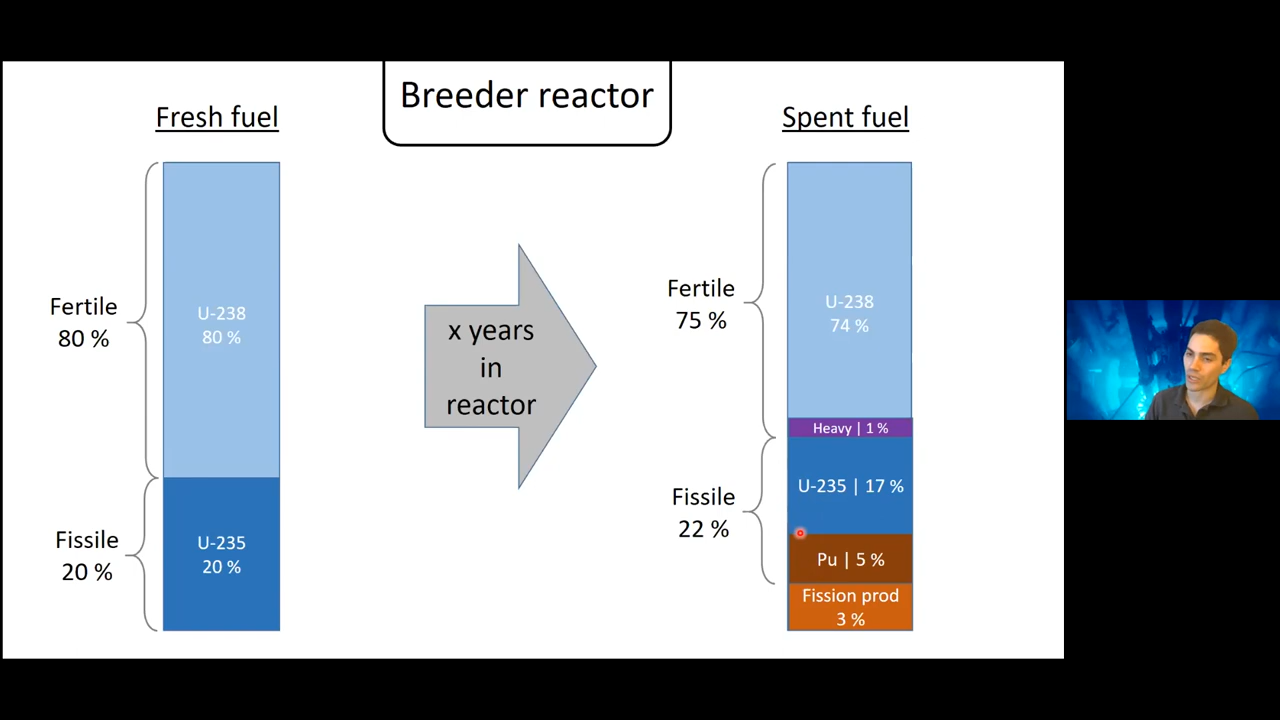 Breeder reactor
Fresh fuel
Spent fuel
Fertile
80 %
U-238
80 %
Fissile
20 %
U-235
20 %
x years
in
reactor
Fertile
75 %
U-238
74 %
Heavy | 1 %
Fissile
22 %
U-235 | 17 %
Pu | 5 %
Fission prod
3 %